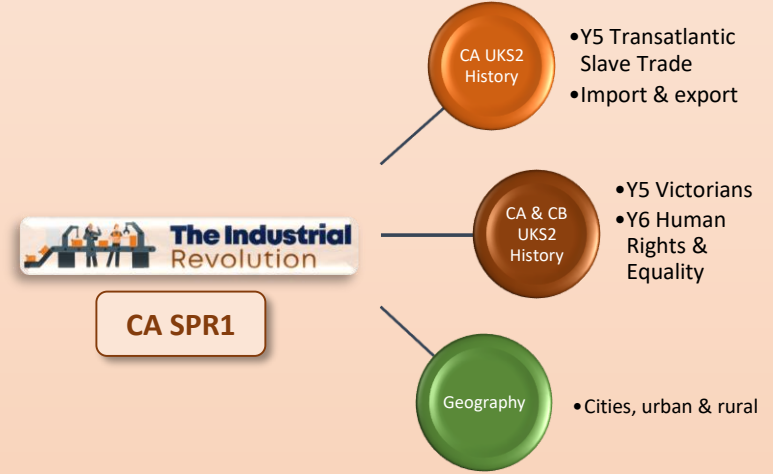 The Industrial
Revolution
CA SPR1
CA UKS2
History
•Y5 Transatlantic
Slave Trade
•Import & export
CA & CB
UKS2
History
•Y5 Victorians
•Y6 Human
Rights &
Equality
Geography
•Cities, urban & rural